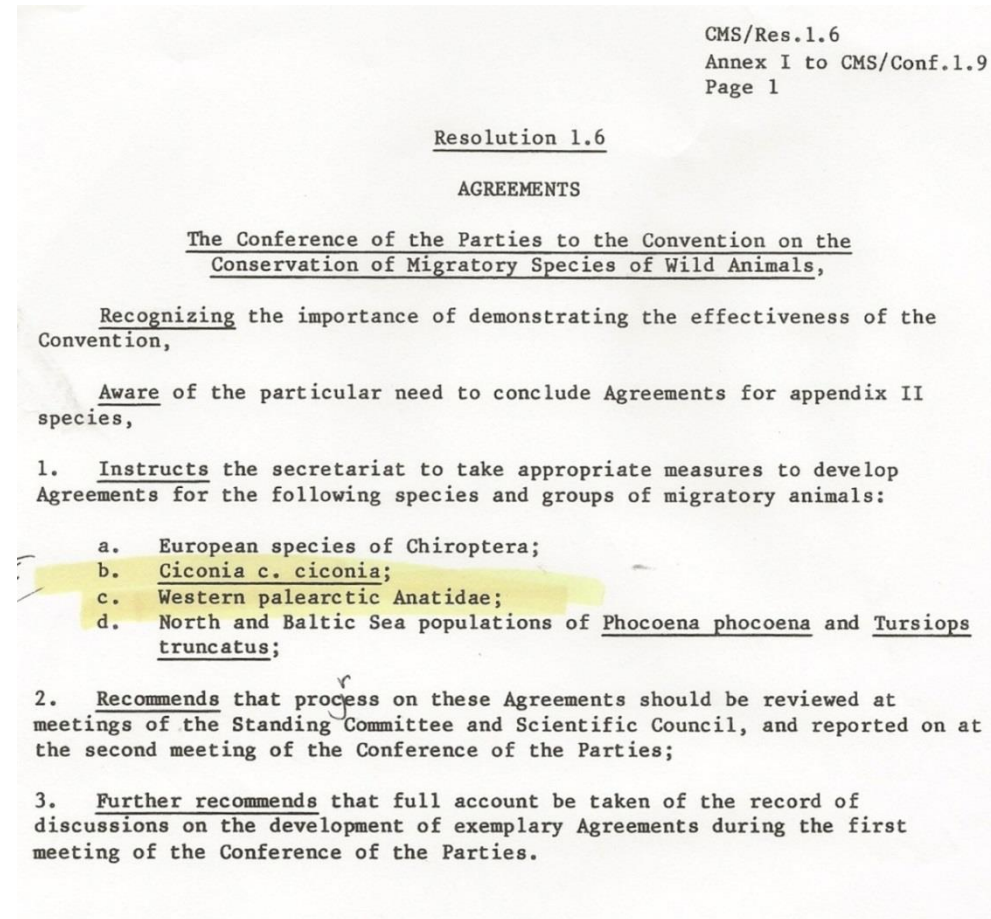 CMS/Res.1.6
Annex I to CMS/Conf.1.9
Page 1
Resolution 1.6
AGREEMENTS
The Conference of the Parties to the Convention on the
Conservation of Migratory Species of Wild Animals,
Recognizing the importance of demonstrating the effectiveness of the
Convention,
Aware of the particular need to conclude Agreements for appendix II
species,
1. Instructs the secretariat to take appropriate measures to develop
Agreements for the following species and groups of migratory animals:
a. European species of Chiroptera;
b. Ciconia c. ciconia;
c. Western palearctic Anatidae;
d. North and Baltic Sea populations of Phocoena phocoena and Tursiops
truncatus;
r
2. Recommends that progess on these Agreements should be reviewed at
meetings of the Standing Committee and Scientific Council, and reported on at
the second meeting of the Conference of the Parties;
3. Further recommends that full account be taken of the record of
discussions on the development of exemplary Agreements during the first
meeting of the Conference of the Parties.